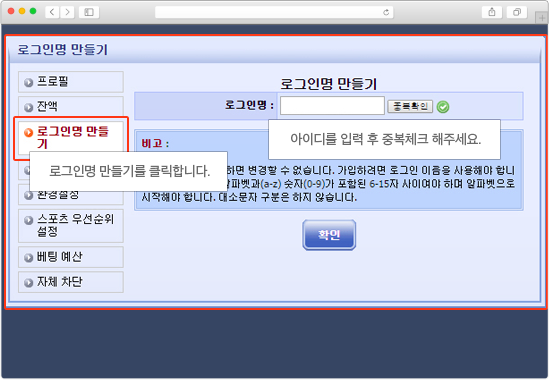 로그인명 만들기
프로필
잔액
로그인명 만들
기
환경설정
스포츠 우선순위
설정
베팅 예산
자체 차단
로그인명 만들기
로그인명 :
중복확인
비고 :
하면 변경할 수 없습니다. 가입하려면 로그인 이름을 사용해야 합니
알파벳과(a-z) 숫자(0-9)가 포함된 6-15자 사이여야 하며 알파벳으로
시작해야 합니다. 대소문자 구분은 하지 않습니다.
확인
아이디를 입력 후 중복체크 해주세요.
로그인명 만들기를 클릭합니다.